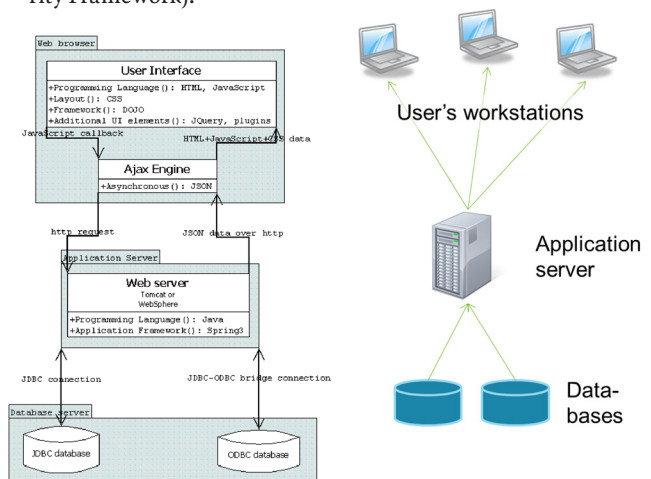 rity Framework).
Web browser
User Interface
+Programming Language(): HTML, JavaScript
+Layout(): CSS
+Framework(): DOJO
+Additional UI elements(): JQuery, plugins
JavaScript callback
HTML+JavaScript+CSS data
Ajax Engine
+Asynchronous(): JSON
http request
JSON data over http
Application Server
Web server
Tomcat or
WebSphere
+Programming Language(): Java
+Application Framework(): Spring3
JDBC connection
JDBC-ODBC bridge connection
Database server
JDBC database
ODBC database
User's workstations
Application
server
Data-
bases